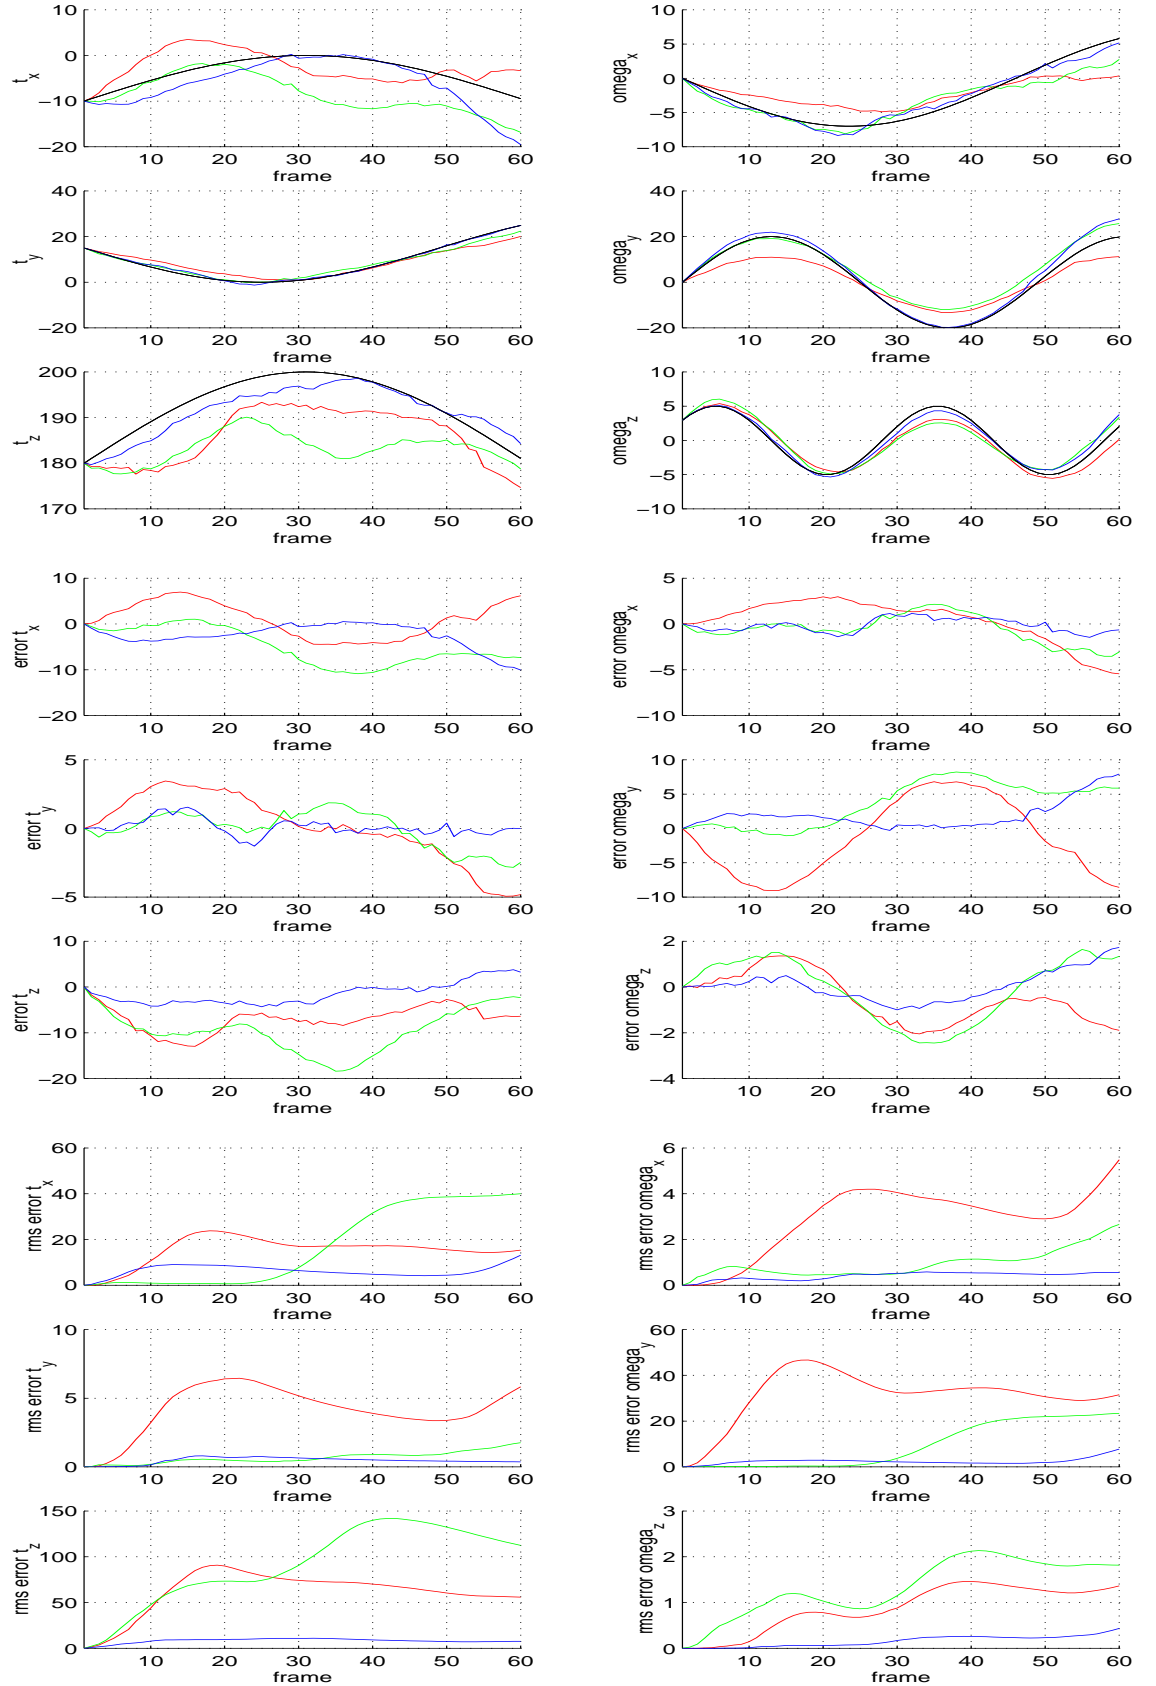 10
0
−10
−20
t_x
10 20 30 40 50 60
frame
10
5
0
−5
−10
omega_x
10 20 30 40 50 60
frame
40
20
0
−20
t_y
10 20 30 40 50 60
frame
40
20
0
−20
omega_y
10 20 30 40 50 60
frame
200
190
180
170
t_z
10 20 30 40 50 60
frame
10
5
0
−5
−10
omega_z
10 20 30 40 50 60
frame
10
0
−10
−20
error t_x
10 20 30 40 50 60
frame
5
0
−5
−10
error omega_x
10 20 30 40 50 60
frame
5
0
−5
error t_y
10 20 30 40 50 60
frame
10
5
0
−5
−10
error omega_y
10 20 30 40 50 60
frame
10
0
−10
−20
error t_z
10 20 30 40 50 60
frame
2
0
−2
−4
error omega_z
10 20 30 40 50 60
frame
60
40
20
0
rms error t_x
10 20 30 40 50 60
frame
6
4
2
0
rms error omega_x
10 20 30 40 50 60
frame
10
5
0
rms error t_y
10 20 30 40 50 60
frame
60
40
20
0
rms error omega_y
10 20 30 40 50 60
frame
150
100
50
0
rms error t_z
10 20 30 40 50 60
frame
3
2
1
0
rms error omega_z
10 20 30 40 50 60
frame